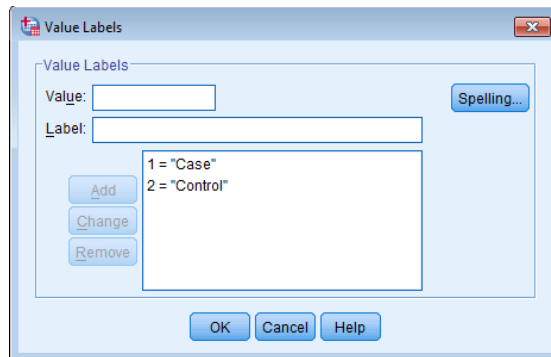 Value Labels
Value Labels
Value:
Spelling...
Label:
1 = "Case"
Add
2 = "Control"
Change
Remove
OK Cancel Help